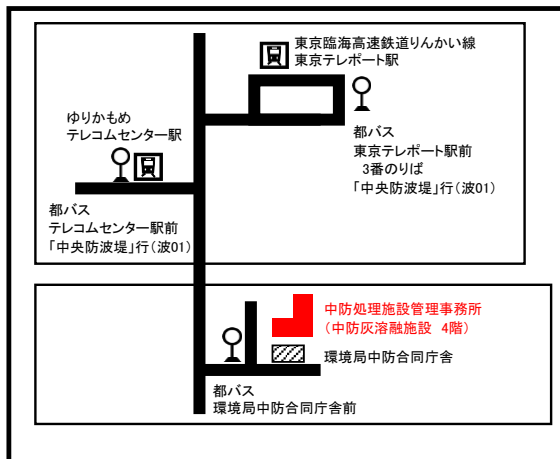 東京臨海高速鉄道りんかい線
東京テレポート駅
ゆりかもめ
テレコムセンター駅
都バス
東京テレポート駅前
3番のりば
「中央防波堤」行(波01)
都バス
テレコムセンター駅前
「中央防波堤」行(波01)
中防処理施設管理事務所
(中防灰溶融施設 4階)
環境局中防合同庁舎
都バス
環境局中防合同庁舎前